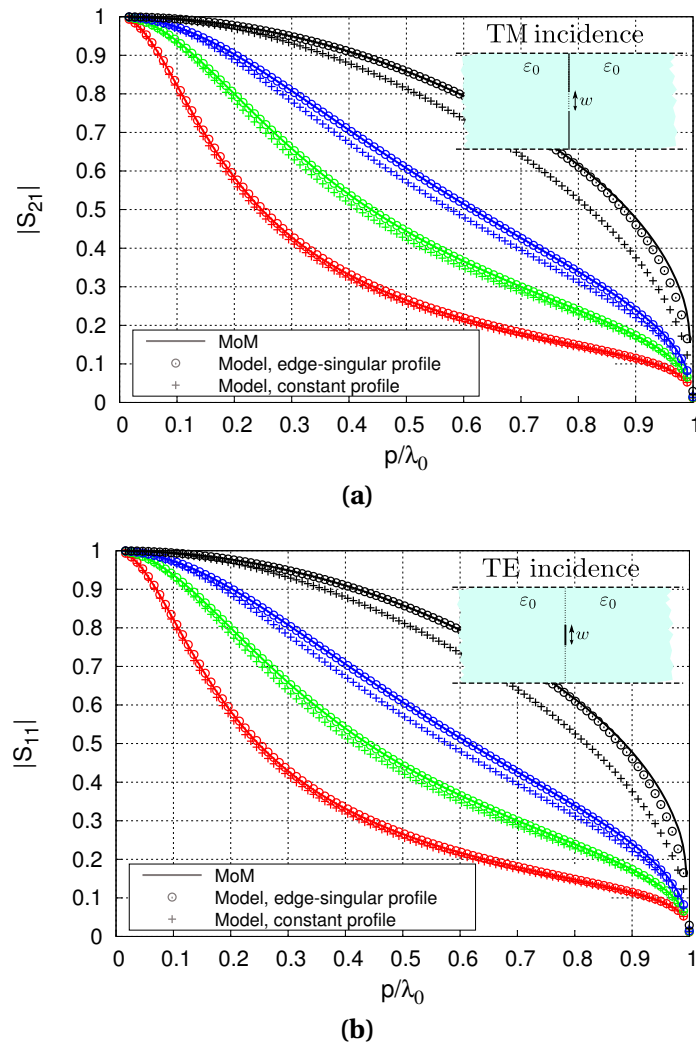 1
0.9
0.8
0.7
0.6
0.5
0.4
0.3
0.2
0.1
0
|S₂₁|
TM incidence
ε₀ ε₀
w
MoM
Model, edge-singular profile
Model, constant profile
0 0.1 0.2 0.3 0.4 0.5 0.6 0.7 0.8 0.9 1
p/λ₀
(a)
1
0.9
0.8
0.7
0.6
0.5
0.4
0.3
0.2
0.1
0
|S₁₁|
TE incidence
ε₀ ε₀
w
MoM
Model, edge-singular profile
Model, constant profile
0 0.1 0.2 0.3 0.4 0.5 0.6 0.7 0.8 0.9 1
p/λ₀
(b)